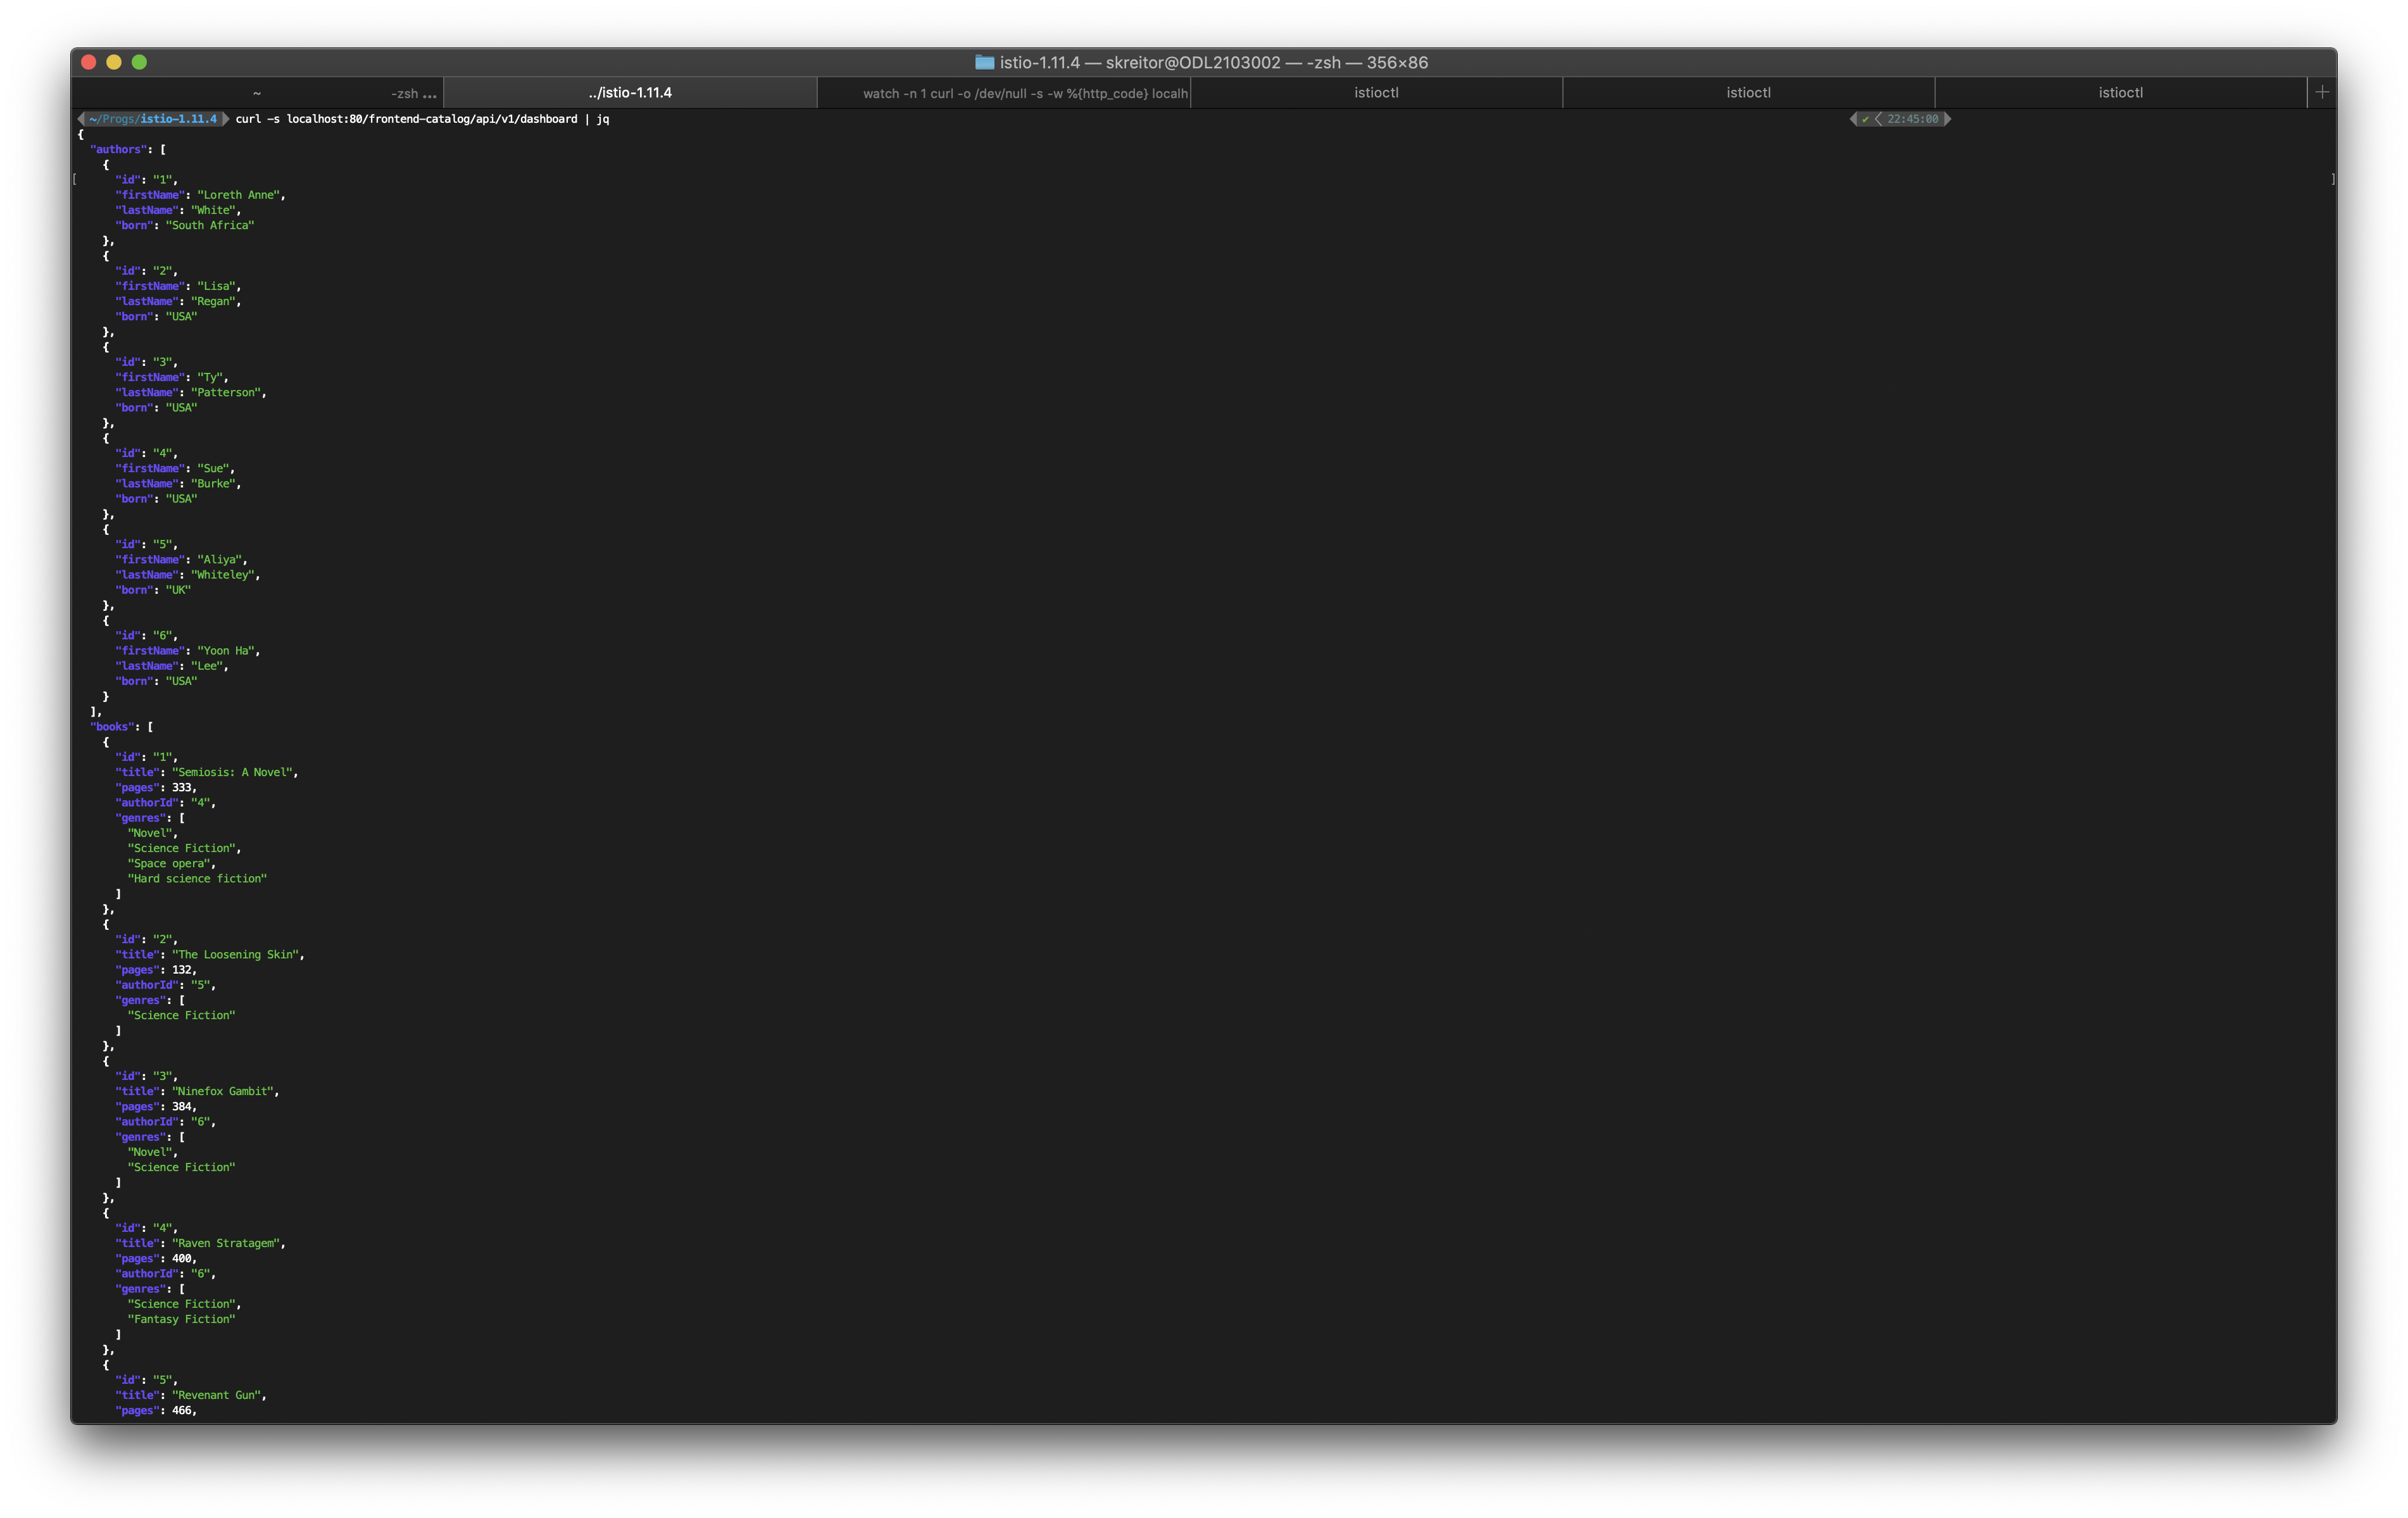 istio-1.11.4 — skreitor@ODL2103002 — -zsh — 356×86
~ -zsh ... ../istio-1.11.4 watch -n 1 curl -o /dev/null -s -w %{http_code} localh istioctl istioctl istioctl +
~/Progs/istio-1.11.4 curl -s localhost:80/frontend-catalog/api/v1/dashboard | jq ✔ 22:45:00
{
  "authors": [
    {
      "id": "1",
      "firstName": "Loreth Anne",
      "lastName": "White",
      "born": "South Africa"
    },
    {
      "id": "2",
      "firstName": "Lisa",
      "lastName": "Regan",
      "born": "USA"
    },
    {
      "id": "3",
      "firstName": "Ty",
      "lastName": "Patterson",
      "born": "USA"
    },
    {
      "id": "4",
      "firstName": "Sue",
      "lastName": "Burke",
      "born": "USA"
    },
    {
      "id": "5",
      "firstName": "Aliya",
      "lastName": "Whiteley",
      "born": "UK"
    },
    {
      "id": "6",
      "firstName": "Yoon Ha",
      "lastName": "Lee",
      "born": "USA"
    }
  ],
  "books": [
    {
      "id": "1",
      "title": "Semiosis: A Novel",
      "pages": 333,
      "authorId": "4",
      "genres": [
        "Novel",
        "Science Fiction",
        "Space opera",
        "Hard science fiction"
      ]
    },
    {
      "id": "2",
      "title": "The Loosening Skin",
      "pages": 132,
      "authorId": "5",
      "genres": [
        "Science Fiction"
      ]
    },
    {
      "id": "3",
      "title": "Ninefox Gambit",
      "pages": 384,
      "authorId": "6",
      "genres": [
        "Novel",
        "Science Fiction"
      ]
    },
    {
      "id": "4",
      "title": "Raven Stratagem",
      "pages": 400,
      "authorId": "6",
      "genres": [
        "Science Fiction",
        "Fantasy Fiction"
      ]
    },
    {
      "id": "5",
      "title": "Revenant Gun",
      "pages": 466,